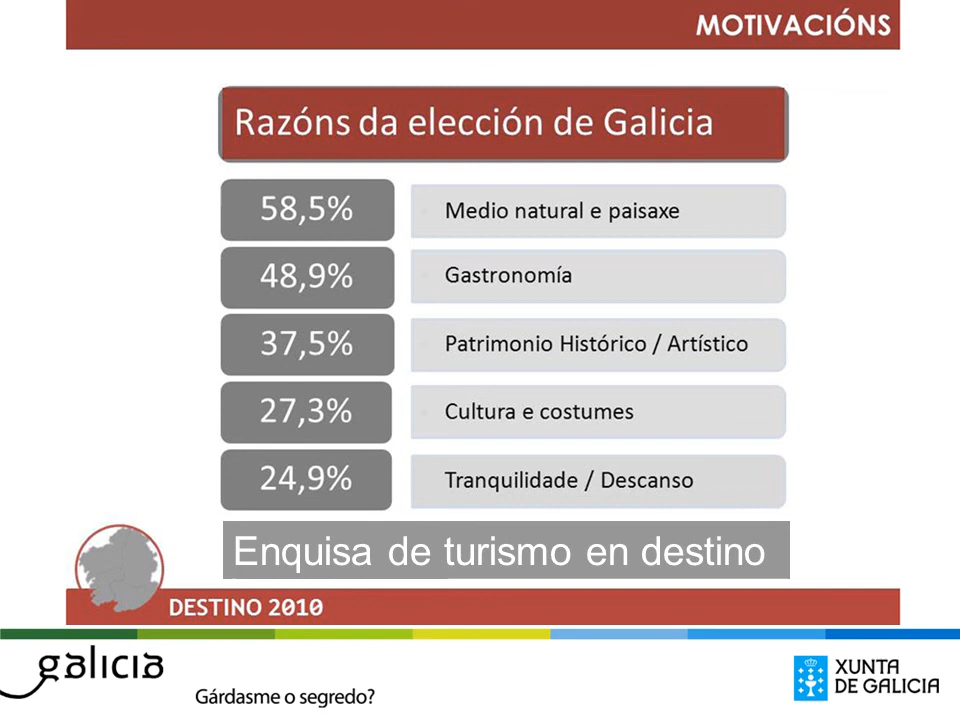 MOTIVACIÓNS
Razóns da elección de Galicia
58,5%
Medio natural e paisaxe
48,9%
Gastronomía
37,5%
Patrimonio Histórico / Artístico
27,3%
Cultura e costumes
24,9%
Tranquilidade / Descanso
Enquisa de turismo en destino
DESTINO 2010
galicia
Gárdasme o segredo?
XUNTA
DE GALICIA